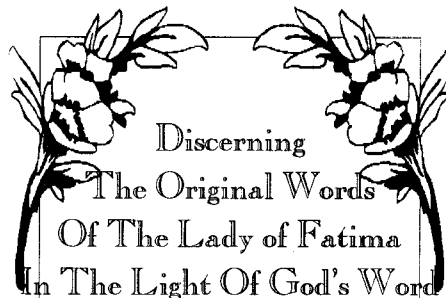 Discerning
The Original Words
Of The Lady of Fatima
In The Light Of God's Word